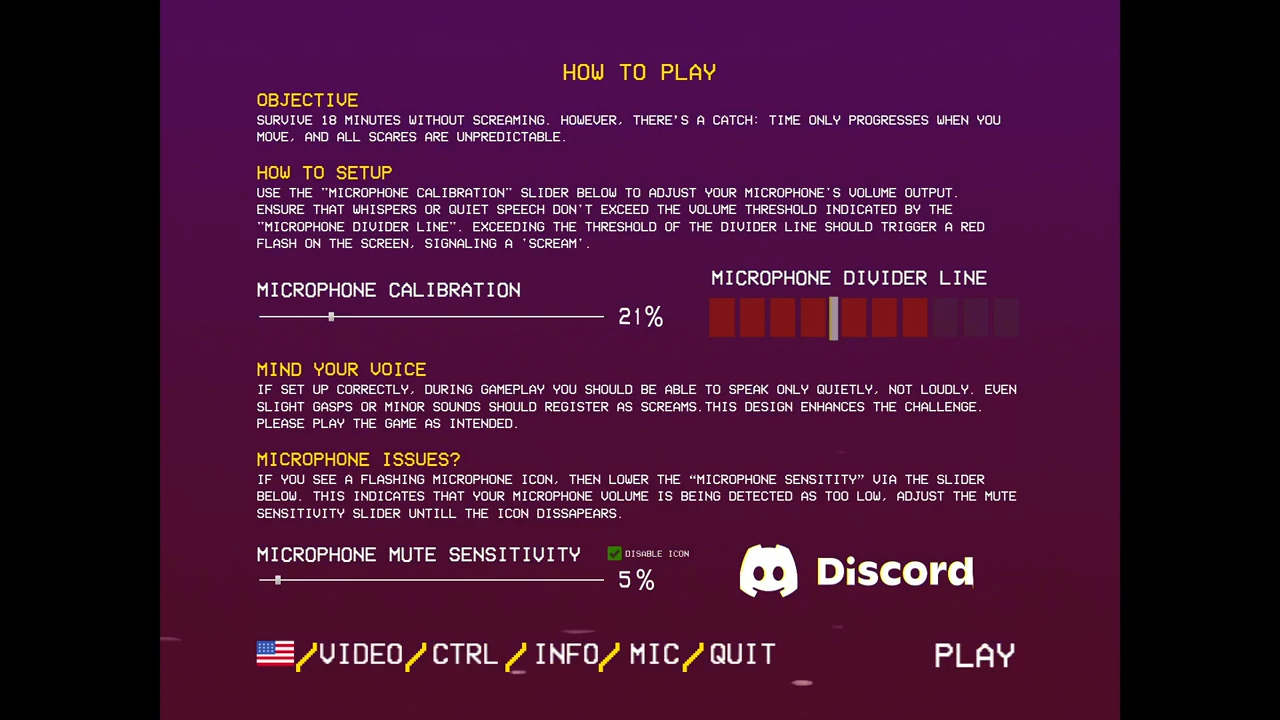 HOW TO PLAY
OBJECTIVE
SURVIVE 18 MINUTES WITHOUT SCREAMING. HOWEVER, THERE'S A CATCH: TIME ONLY PROGRESSES WHEN YOU
MOVE, AND ALL SCARES ARE UNPREDICTABLE.
HOW TO SETUP
USE THE "MICROPHONE CALIBRATION" SLIDER BELOW TO ADJUST YOUR MICROPHONE'S VOLUME OUTPUT.
ENSURE THAT WHISPERS OR QUIET SPEECH DON'T EXCEED THE VOLUME THRESHOLD INDICATED BY THE
"MICROPHONE DIVIDER LINE". EXCEEDING THE THRESHOLD OF THE DIVIDER LINE SHOULD TRIGGER A RED
FLASH ON THE SCREEN, SIGNALING A 'SCREAM'.
MICROPHONE CALIBRATION
21%
MICROPHONE DIVIDER LINE
MIND YOUR VOICE
IF SET UP CORRECTLY, DURING GAMEPLAY YOU SHOULD BE ABLE TO SPEAK ONLY QUIETLY, NOT LOUDLY. EVEN
SLIGHT GASPS OR MINOR SOUNDS SHOULD REGISTER AS SCREAMS.THIS DESIGN ENHANCES THE CHALLENGE.
PLEASE PLAY THE GAME AS INTENDED.
MICROPHONE ISSUES?
IF YOU SEE A FLASHING MICROPHONE ICON, THEN LOWER THE “MICROPHONE SENSITITY” VIA THE SLIDER
BELOW. THIS INDICATES THAT YOUR MICROPHONE VOLUME IS BEING DETECTED AS TOO LOW, ADJUST THE MUTE
SENSITIVITY SLIDER UNTILL THE ICON DISSAPEARS.
MICROPHONE MUTE SENSITIVITY
DISABLE ICON
5%
Discord
/VIDEO/CTRL/INFO/MIC/QUIT
PLAY